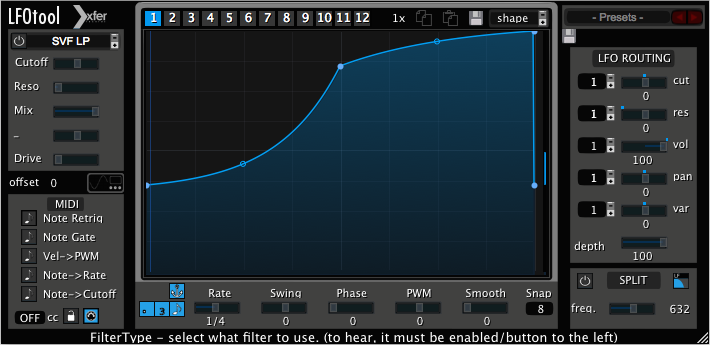 LFOtool xfer
1 2 3 4 5 6 7 8 9 10 11 12 1x shape
- Presets -
SVF LP
Cutoff
Reso
Mix
–
Drive
offset 0
MIDI
Note Retrig
Note Gate
Vel->PWM
Note->Rate
Note->Cutoff
OFF cc
3
Rate Swing Phase PWM Smooth Snap
1/4 0 0 0 0 8
LFO ROUTING
1 cut
0
1 res
0
1 vol
100
1 pan
0
1 var
0
depth
100
SPLIT LP
freq. 632
FilterType - select what filter to use. (to hear, it must be enabled/button to the left)